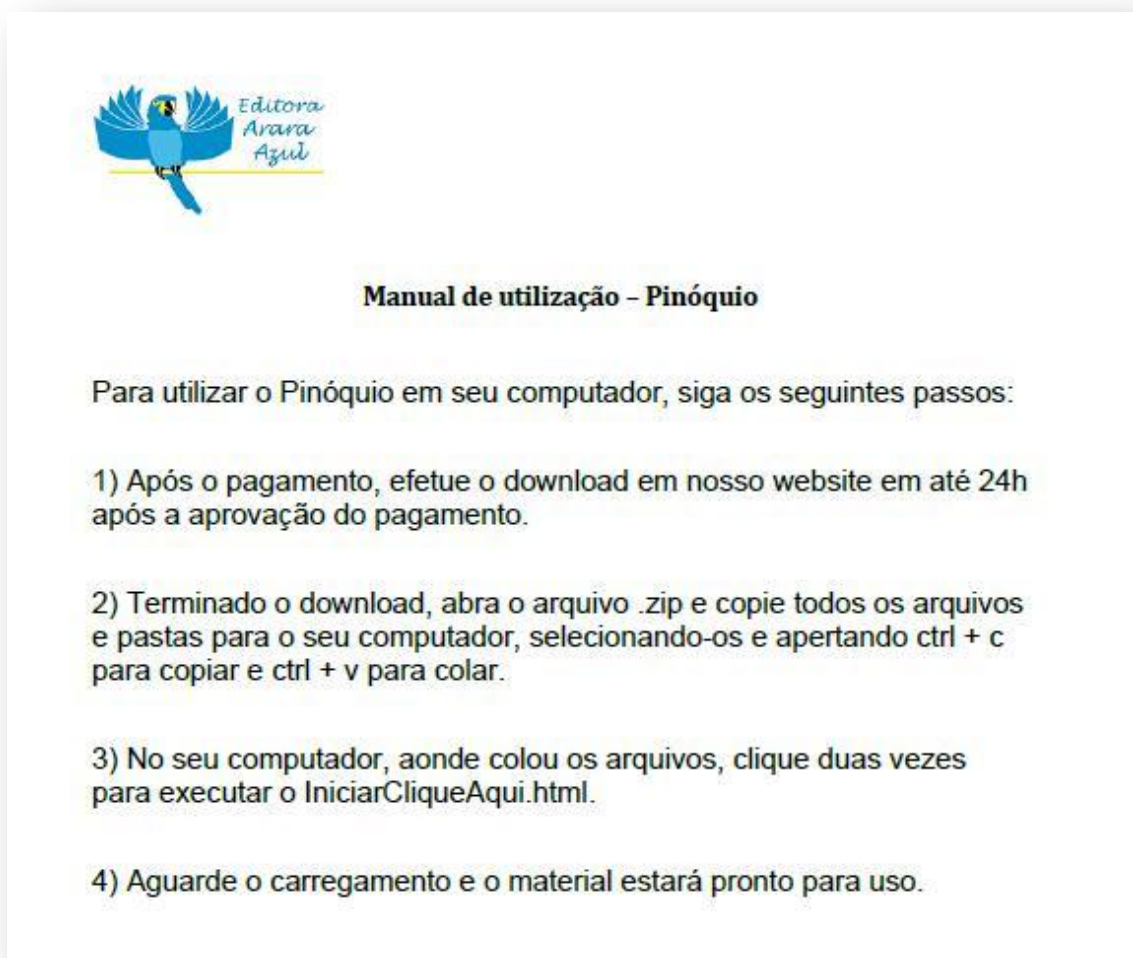 Editora
Arara
Azul
Manual de utilização – Pinóquio
Para utilizar o Pinóquio em seu computador, siga os seguintes passos:
1) Após o pagamento, efetue o download em nosso website em até 24h
após a aprovação do pagamento.
2) Terminado o download, abra o arquivo .zip e copie todos os arquivos
e pastas para o seu computador, selecionando-os e apertando ctrl + c
para copiar e ctrl + v para colar.
3) No seu computador, aonde colou os arquivos, clique duas vezes
para executar o IniciarCliqueAqui.html.
4) Aguarde o carregamento e o material estará pronto para uso.